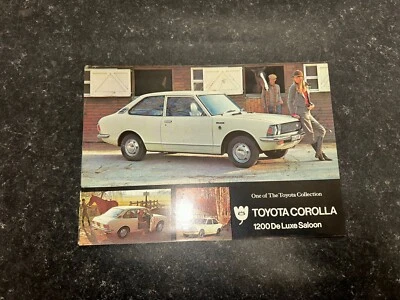 One of The Toyota Collection
TOYOTA COROLLA
1200 De Luxe Saloon